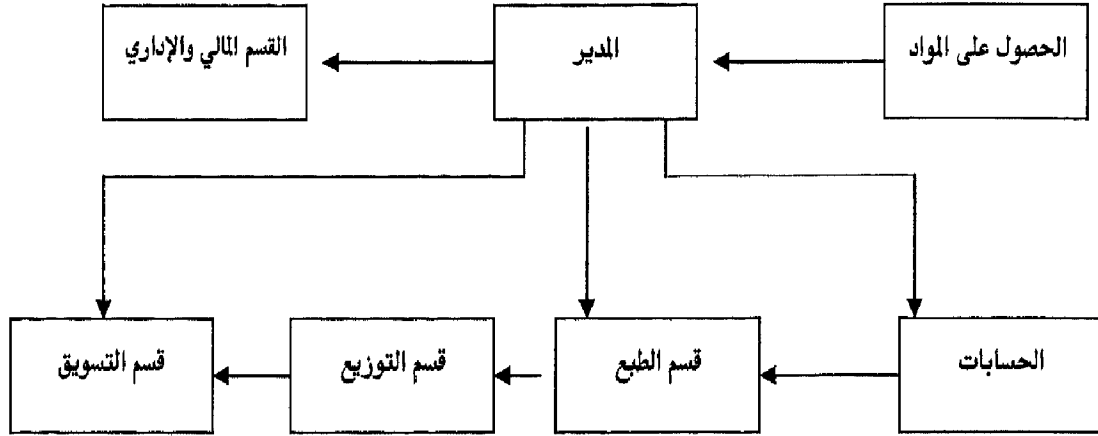 الحصول على المواد
المدير
القسم المالي والإداري
الحسابات
قسم الطبع
قسم التوزيع
قسم التسويق